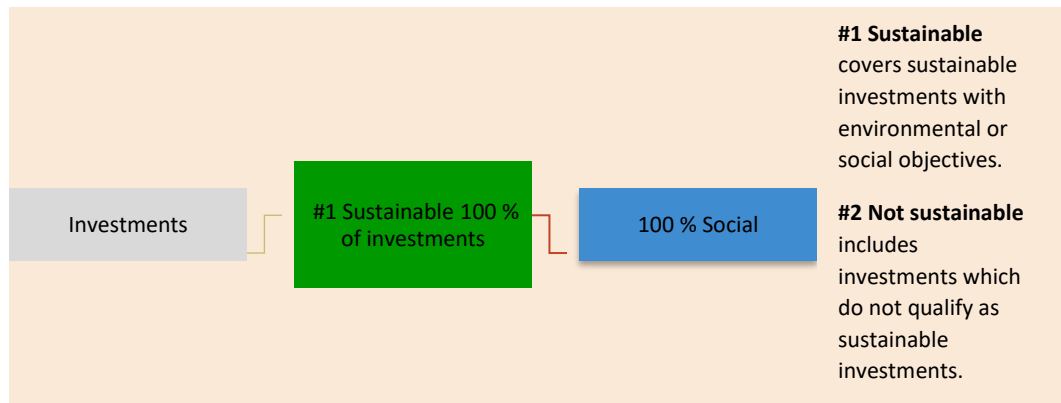 Investments
#1 Sustainable 100 %
of investments
100 % Social
#1 Sustainable
covers sustainable
investments with
environmental or
social objectives.
#2 Not sustainable
includes
investments which
do not qualify as
sustainable
investments.